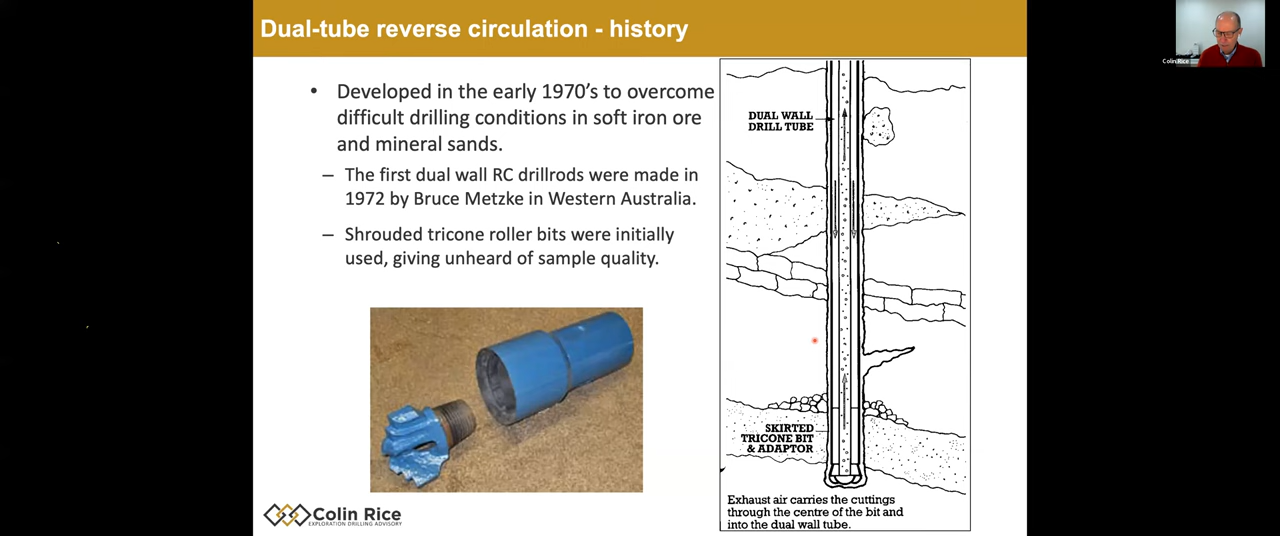 Dual-tube reverse circulation - history
Colin Rice
• Developed in the early 1970's to overcome
difficult drilling conditions in soft iron ore
and mineral sands.
– The first dual wall RC drillrods were made in
1972 by Bruce Metzke in Western Australia.
– Shrouded tricone roller bits were initially
used, giving unheard of sample quality.
DUAL WALL
DRILL TUBE
SKIRTED
TRICONE BIT
& ADAPTOR
Exhaust air carries the cuttings
through the centre of the bit and
into the dual wall tube.
Colin Rice
EXPLORATION DRILLING ADVISORY